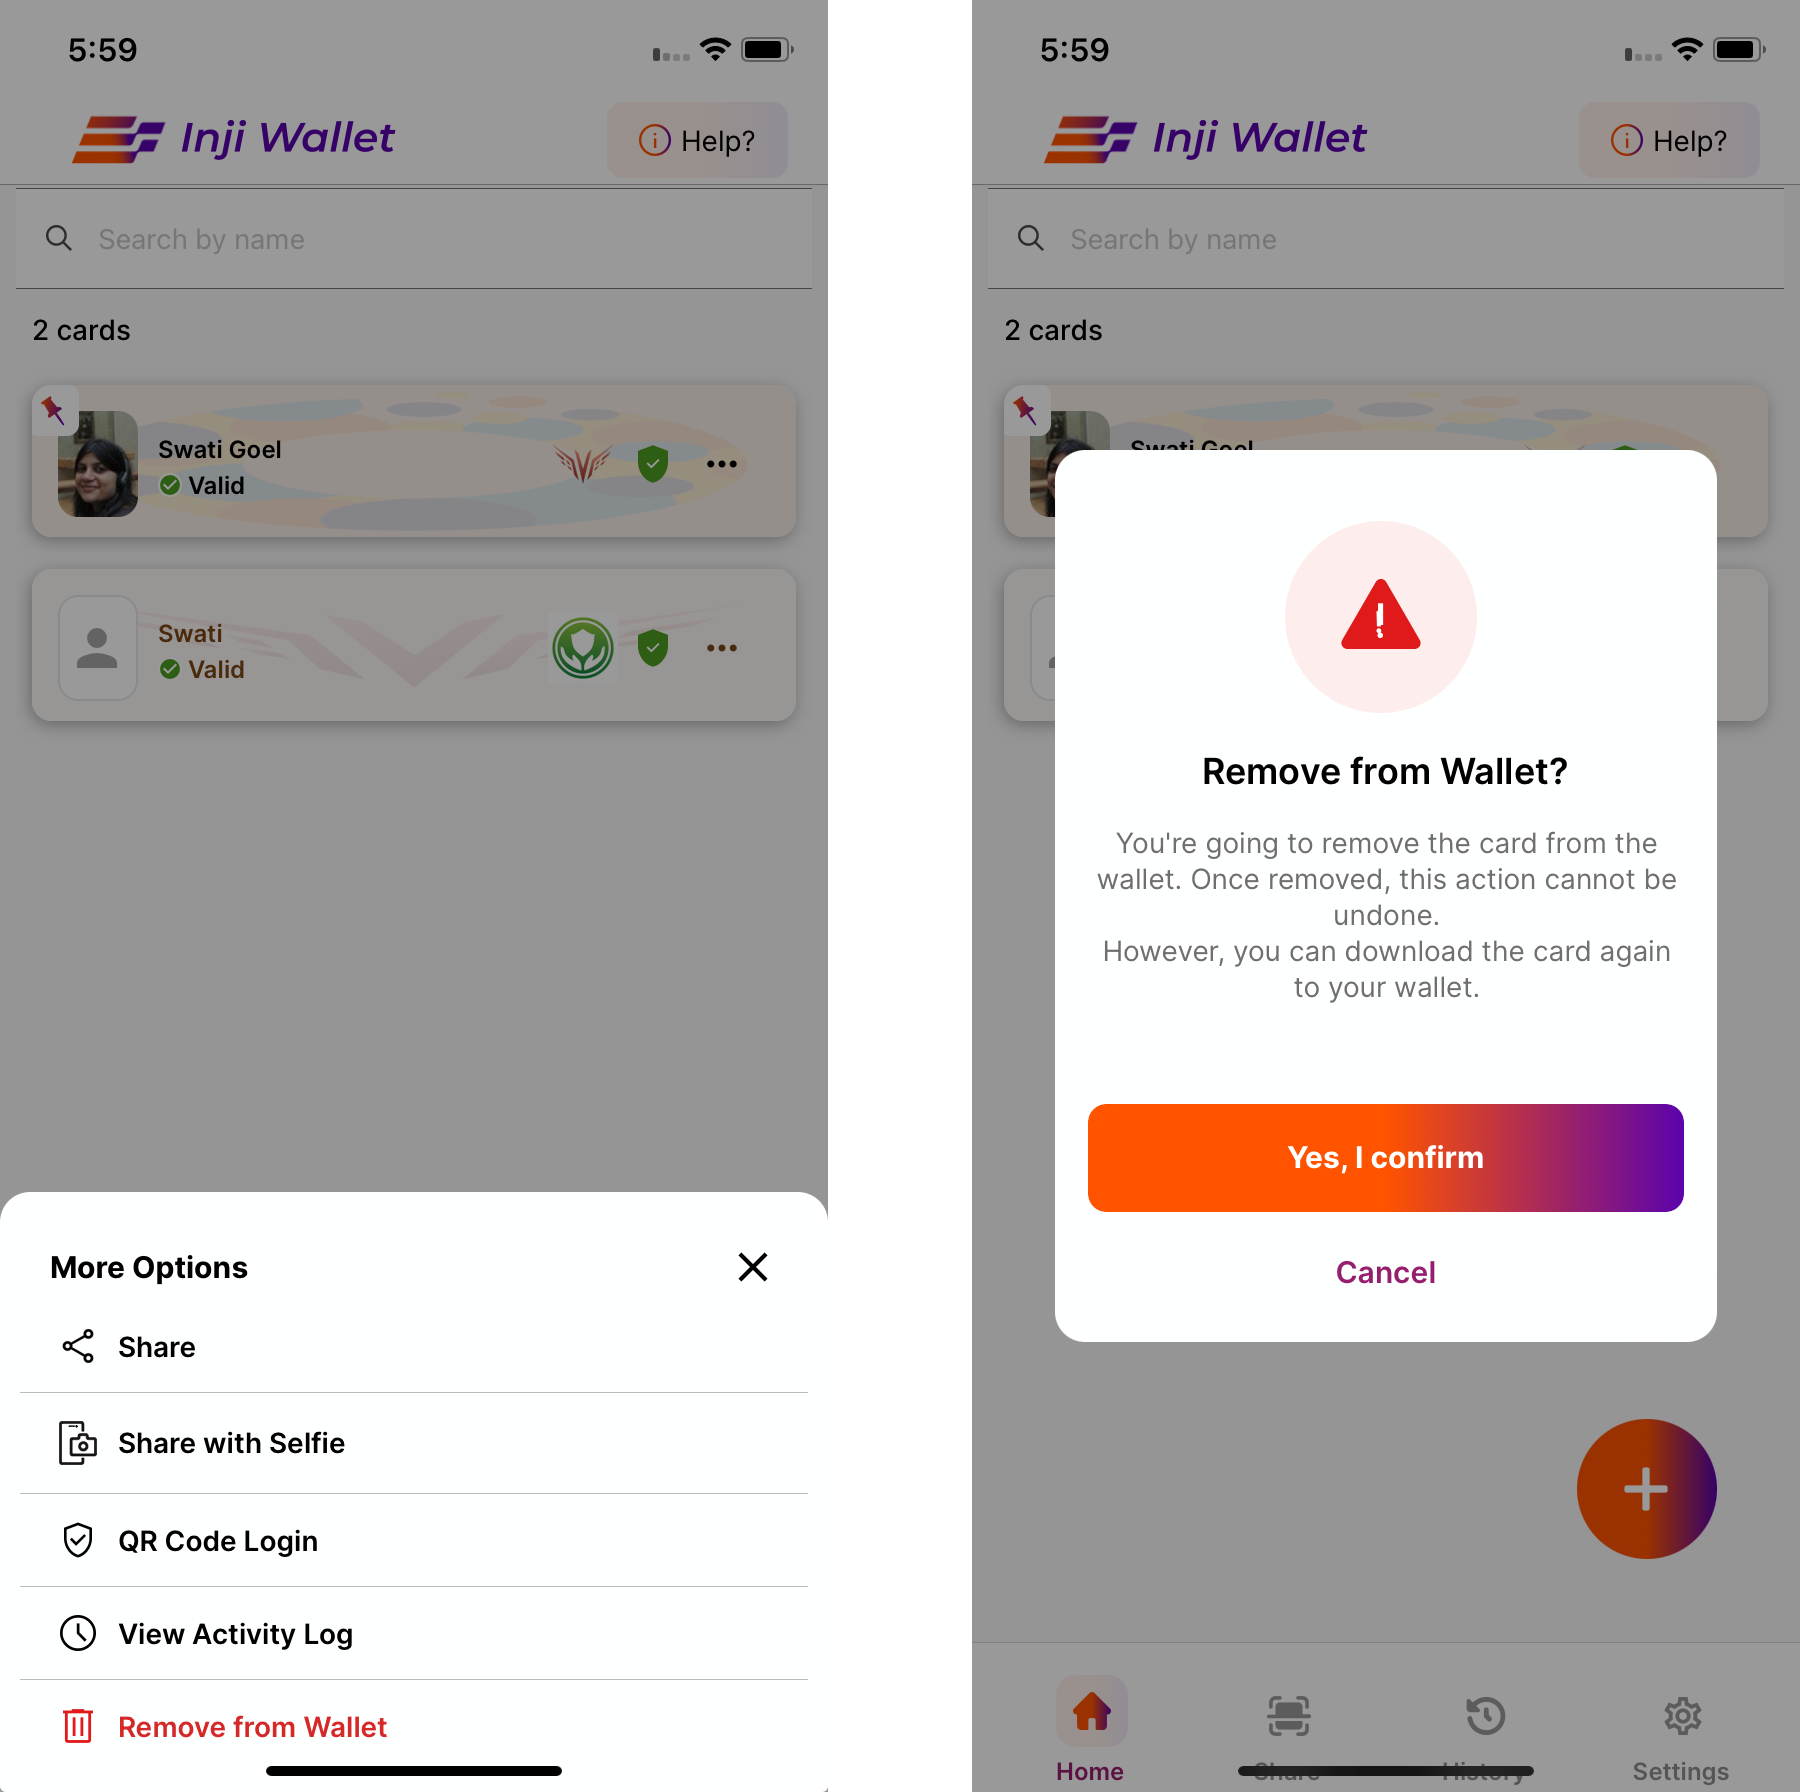 5:59
Inji Wallet
Help?
Search by name
2 cards
Swati Goel
Valid
Swati
Valid
More Options
Share
Share with Selfie
QR Code Login
View Activity Log
Remove from Wallet
5:59
Inji Wallet
Help?
Search by name
2 cards
Swati Goel
Remove from Wallet?
You're going to remove the card from the
wallet. Once removed, this action cannot be
undone.
However, you can download the card again
to your wallet.
Yes, I confirm
Cancel
Home
Share
History
Settings